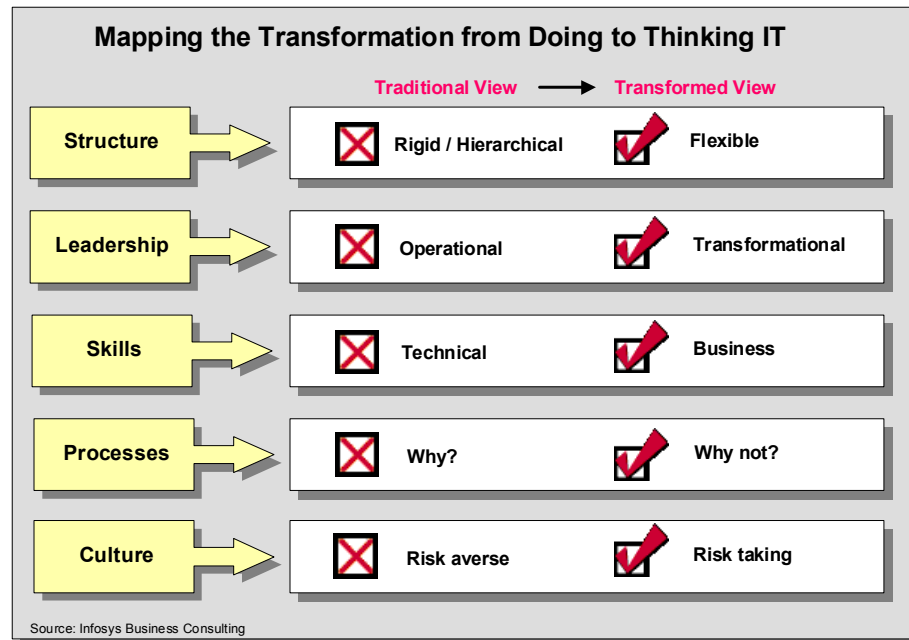 Mapping the Transformation from Doing to Thinking IT
Traditional View Transformed View
Structure Rigid / Hierarchical Flexible
Leadership Operational Transformational
Skills Technical Business
Processes Why? Why not?
Culture Risk averse Risk taking
Source: Infosys Business Consulting